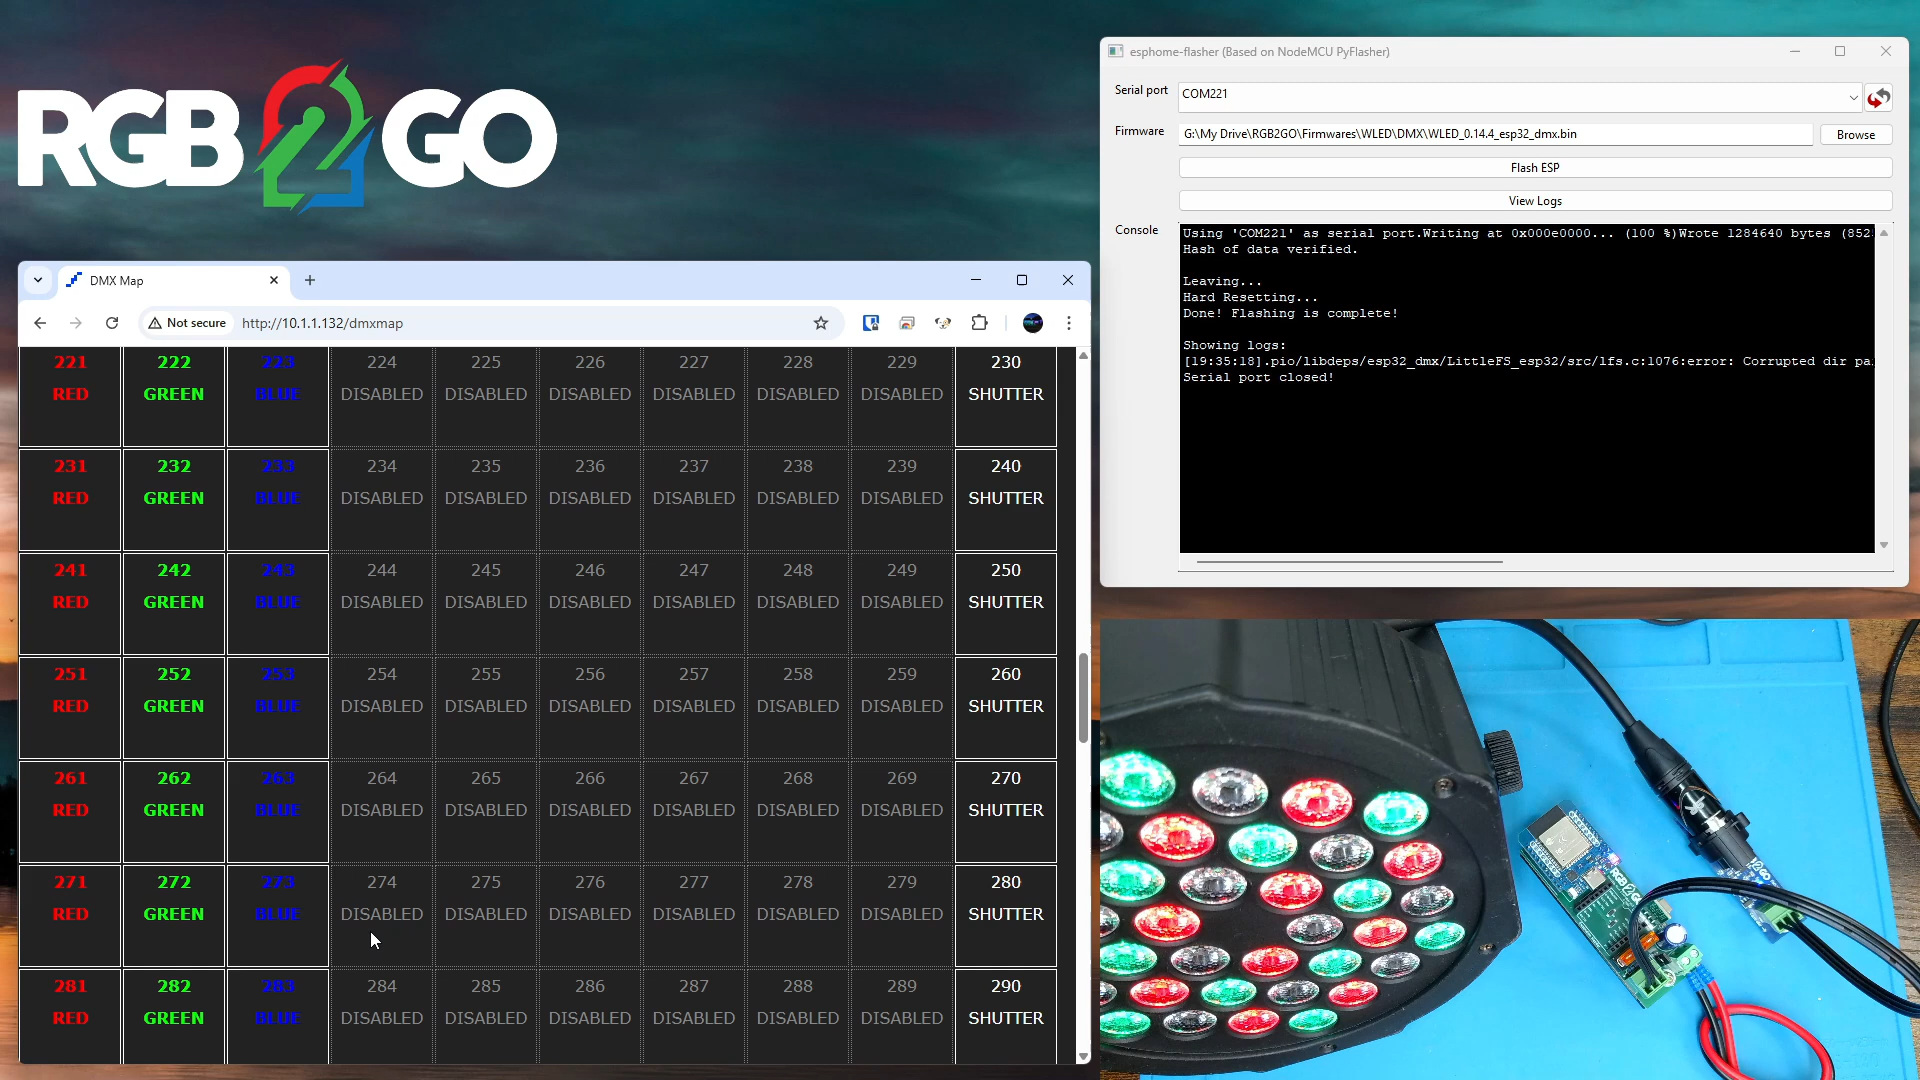 RGB2GO
DMX Map
Not secure
http://10.1.1.132/dmxmap
221 222 223 224 225 226 227 228 229 230
RED GREEN BLUE DISABLED DISABLED DISABLED DISABLED DISABLED DISABLED SHUTTER
231 232 233 234 235 236 237 238 239 240
RED GREEN BLUE DISABLED DISABLED DISABLED DISABLED DISABLED DISABLED SHUTTER
241 242 243 244 245 246 247 248 249 250
RED GREEN BLUE DISABLED DISABLED DISABLED DISABLED DISABLED DISABLED SHUTTER
251 252 253 254 255 256 257 258 259 260
RED GREEN BLUE DISABLED DISABLED DISABLED DISABLED DISABLED DISABLED SHUTTER
261 262 263 264 265 266 267 268 269 270
RED GREEN BLUE DISABLED DISABLED DISABLED DISABLED DISABLED DISABLED SHUTTER
271 272 273 274 275 276 277 278 279 280
RED GREEN BLUE DISABLED DISABLED DISABLED DISABLED DISABLED DISABLED SHUTTER
281 282 283 284 285 286 287 288 289 290
RED GREEN BLUE DISABLED DISABLED DISABLED DISABLED DISABLED DISABLED SHUTTER
esphome-flasher (Based on NodeMCU PyFlasher)
Serial port COM221
Firmware G:\My Drive\RGB2GO\Firmwares\WLED\DMX\WLED_0.14.4_esp32_dmx.bin Browse
Flash ESP
View Logs
Console
Using 'COM221' as serial port.Writing at 0x000e0000... (100 %)Wrote 1284640 bytes (852
Hash of data verified.
Leaving...
Hard Resetting...
Done! Flashing is complete!
Showing logs:
[19:35:18].pio/libdeps/esp32_dmx/LittleFS_esp32/src/lfs.c:1076:error: Corrupted dir pa
Serial port closed!
RGB2GO